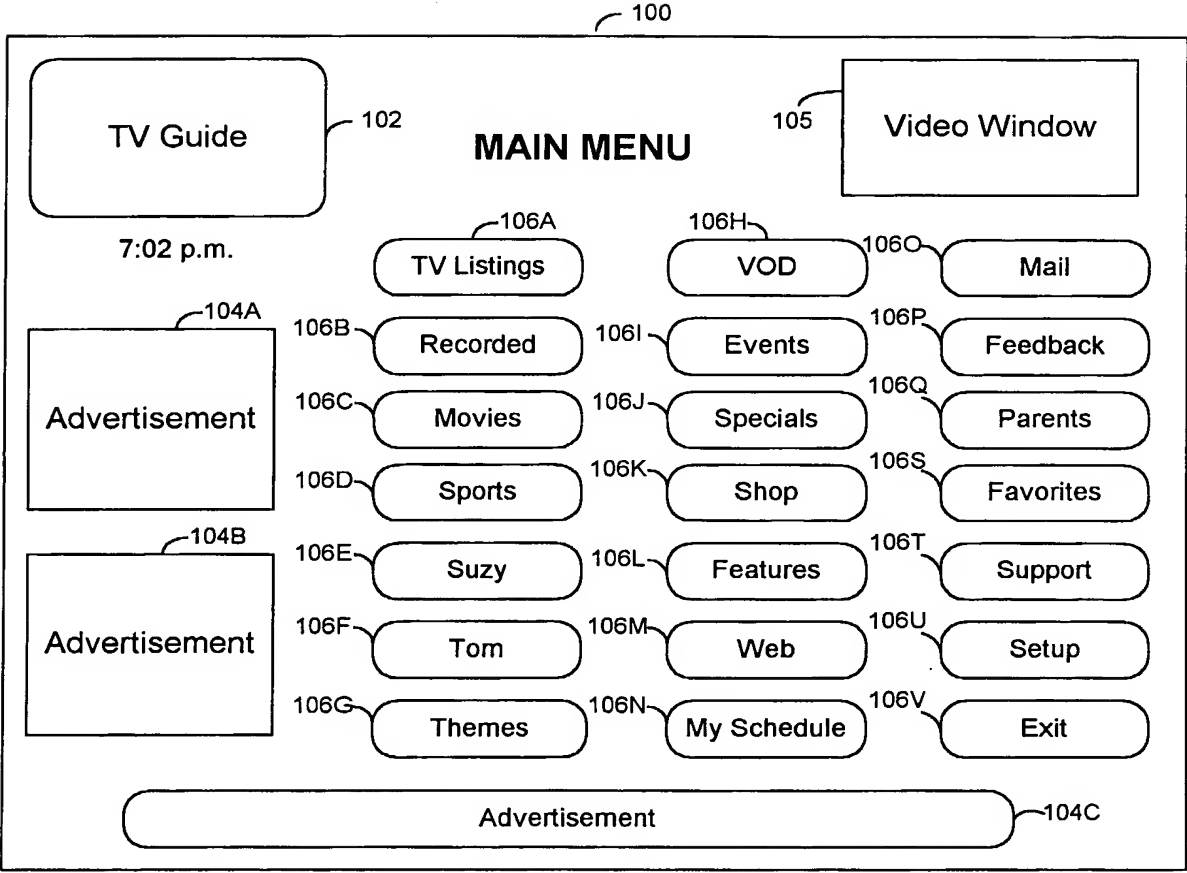 100
TV Guide
102
MAIN MENU
105
Video Window
7:02 p.m.
106A
106H
106O
TV Listings
VOD
Mail
104A
106B
106I
106P
Recorded
Events
Feedback
Advertisement
106C
106J
106Q
Movies
Specials
Parents
106D
106K
106S
Sports
Shop
Favorites
104B
106E
106L
106T
Suzy
Features
Support
Advertisement
106F
106M
106U
Tom
Web
Setup
106G
106N
106V
Themes
My Schedule
Exit
Advertisement
104C